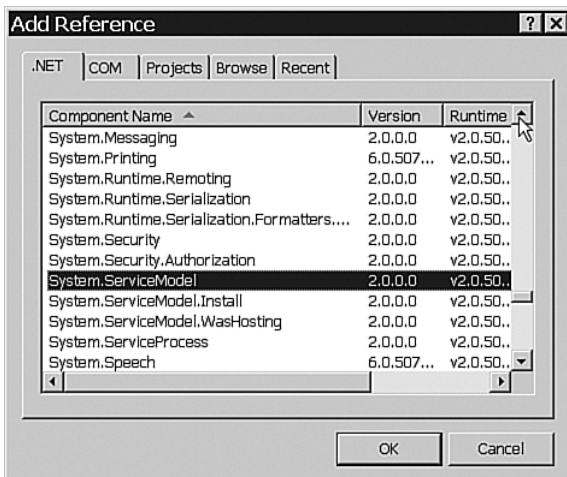 Add Reference
.NET COM Projects Browse Recent
Component Name Version Runtime
System.Messaging 2.0.0.0 v2.0.50..
System.Printing 6.0.507... v2.0.50..
System.Runtime.Remoting 2.0.0.0 v2.0.50..
System.Runtime.Serialization 2.0.0.0 v2.0.50..
System.Runtime.Serialization.Formatters.... 2.0.0.0 v2.0.50..
System.Security 2.0.0.0 v2.0.50..
System.Security.Authorization 2.0.0.0 v2.0.50..
System.ServiceModel 2.0.0.0 v2.0.50..
System.ServiceModel.Install 2.0.0.0 v2.0.50..
System.ServiceModel.WasHosting 2.0.0.0 v2.0.50..
System.ServiceProcess 2.0.0.0 v2.0.50..
System.Speech 6.0.507... v2.0.50..
OK Cancel